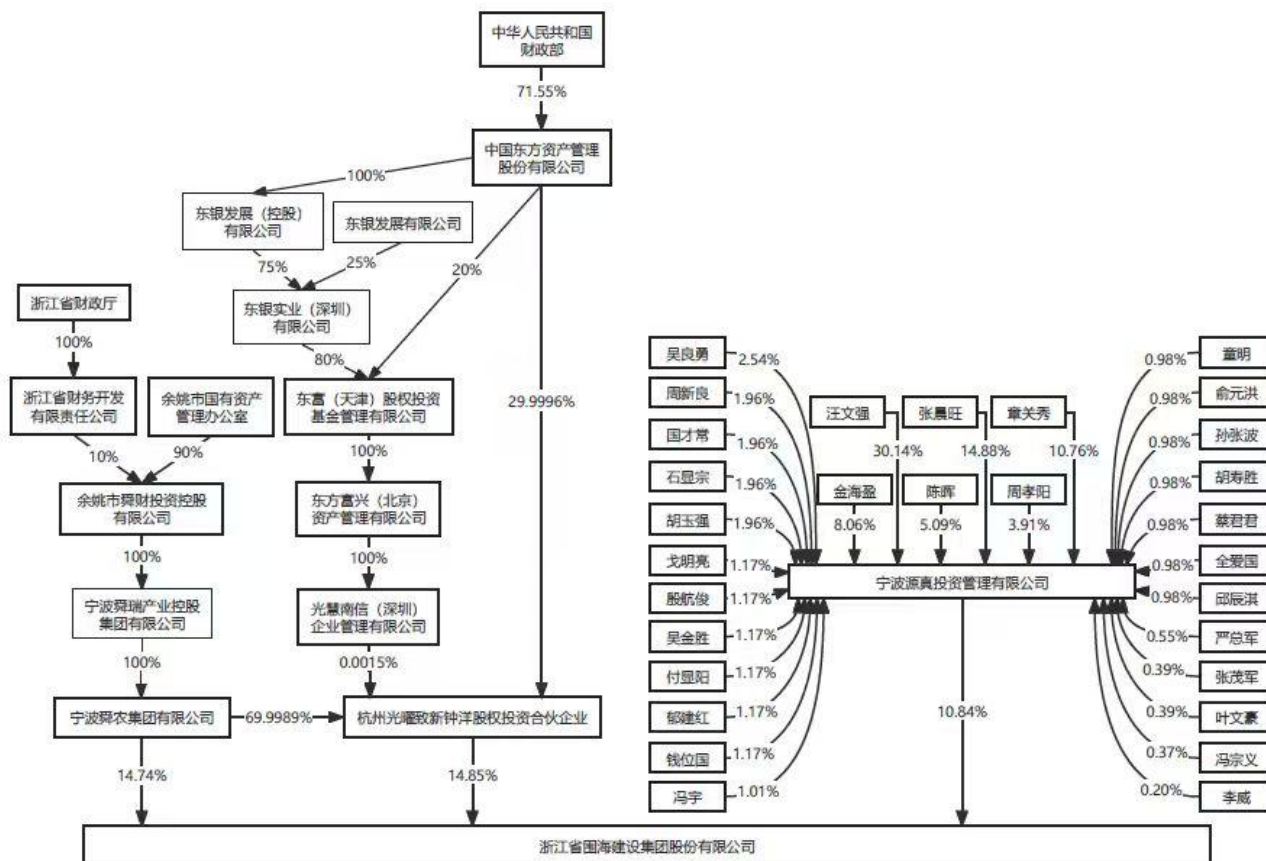 中华人民共和国
财政部
71.55%
中国东方资产管理
股份有限公司
100%
东银发展（控股）
有限公司
东银发展有限公司
75%
25%
20%
浙江省财政厅
东银实业（深圳）
有限公司
100%
80%
29.9996%
浙江省财务开发
有限责任公司
余姚市国有资产
管理办公室
东富（天津）股权投资
基金管理有限公司
10%
90%
100%
余姚市舜财投资控股
有限公司
东方富兴（北京）
资产管理有限公司
100%
100%
宁波舜瑞产业控股
集团有限公司
光慧南信（深圳）
企业管理有限公司
100%
0.0015%
宁波舜农集团有限公司
69.9989%
杭州光曜致新钟洋股权投资合伙企业
14.74%
14.85%
吴良勇
2.54%
周新良
1.96%
国才常
1.96%
石显宗
1.96%
胡玉强
1.96%
戈明亮
1.17%
殷航俊
1.17%
吴金胜
1.17%
付显阳
1.17%
郁建红
1.17%
钱位国
1.17%
冯宇
1.01%
汪文强
张晨旺
章关秀
30.14%
14.88%
10.76%
金海盈
陈晖
周孝阳
8.06%
5.09%
3.91%
宁波源真投资管理有限公司
10.84%
0.98%
童明
0.98%
俞元洪
0.98%
孙张波
0.98%
胡寿胜
0.98%
蔡君君
0.98%
全爱国
0.98%
邱辰淇
0.55%
严总军
0.39%
张茂军
0.39%
叶文豪
0.37%
冯宗义
0.20%
李威
浙江省围海建设集团股份有限公司